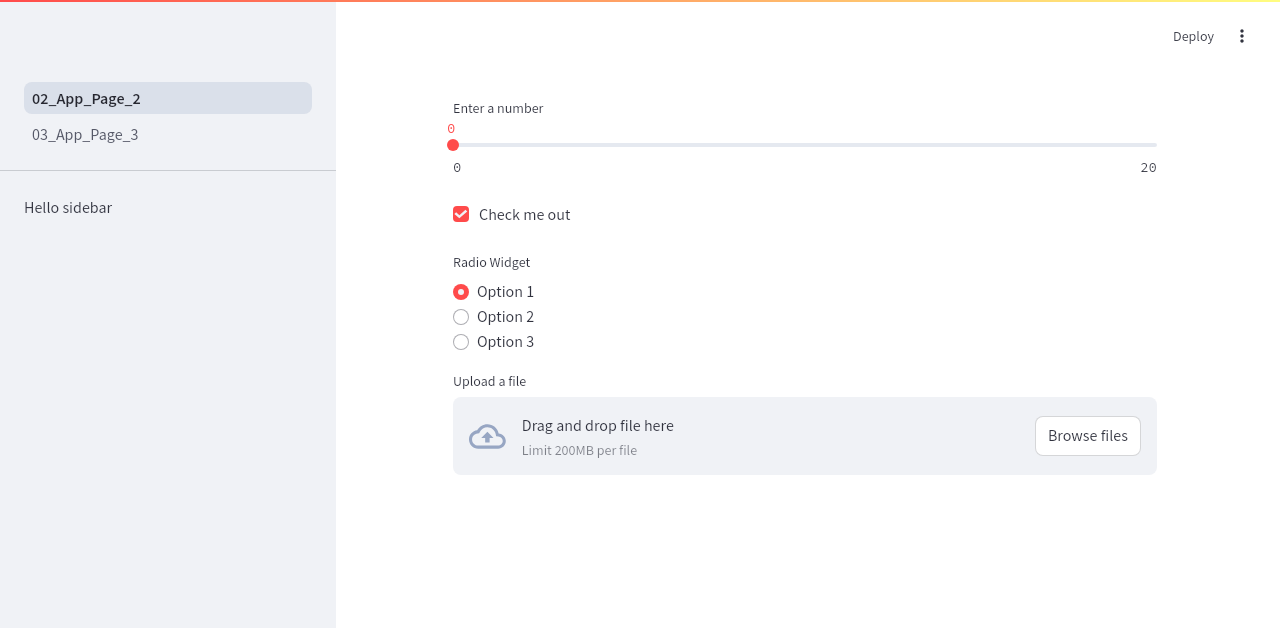 Deploy
02_App_Page_2
03_App_Page_3
Hello sidebar
Enter a number
0
0 20
Check me out
Radio Widget
Option 1
Option 2
Option 3
Upload a file
Drag and drop file here
Limit 200MB per file
Browse files